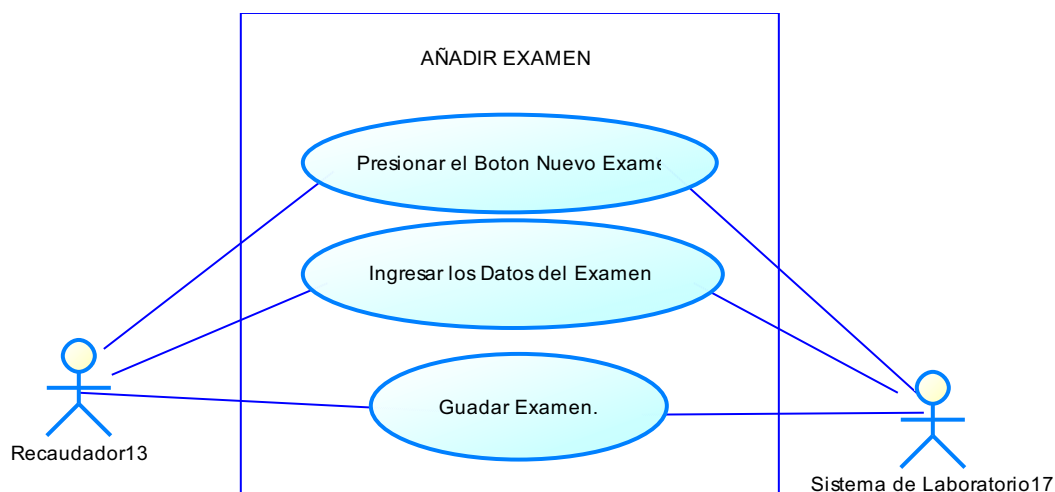 AÑADIR EXAMEN
Presionar el Boton Nuevo Exame
Ingresar los Datos del Examen
Guadar Examen.
Recaudador13
Sistema de Laboratorio17